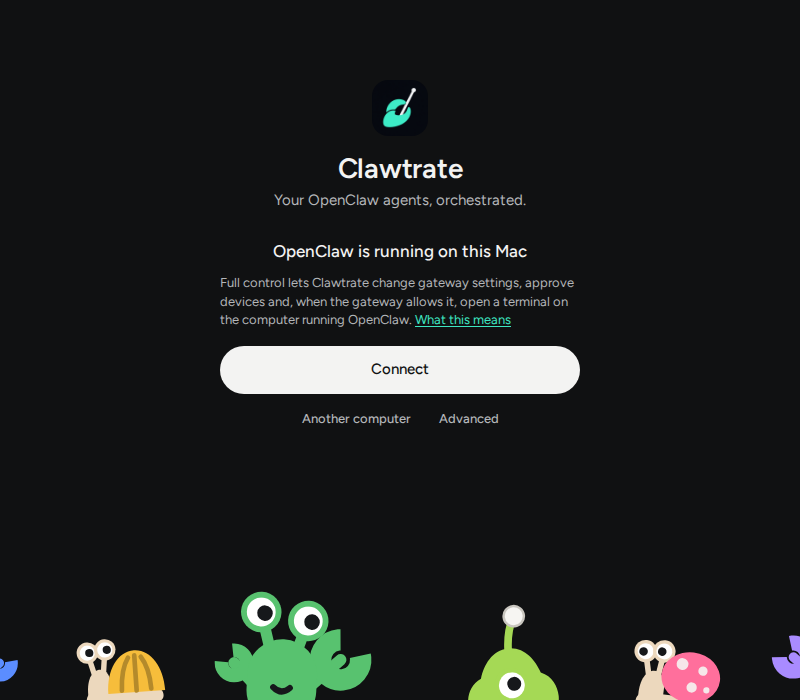 Clawtrate
Your OpenClaw agents, orchestrated.
OpenClaw is running on this Mac
Full control lets Clawtrate change gateway settings, approve
devices and, when the gateway allows it, open a terminal on
the computer running OpenClaw. What this means
Connect
Another computer Advanced